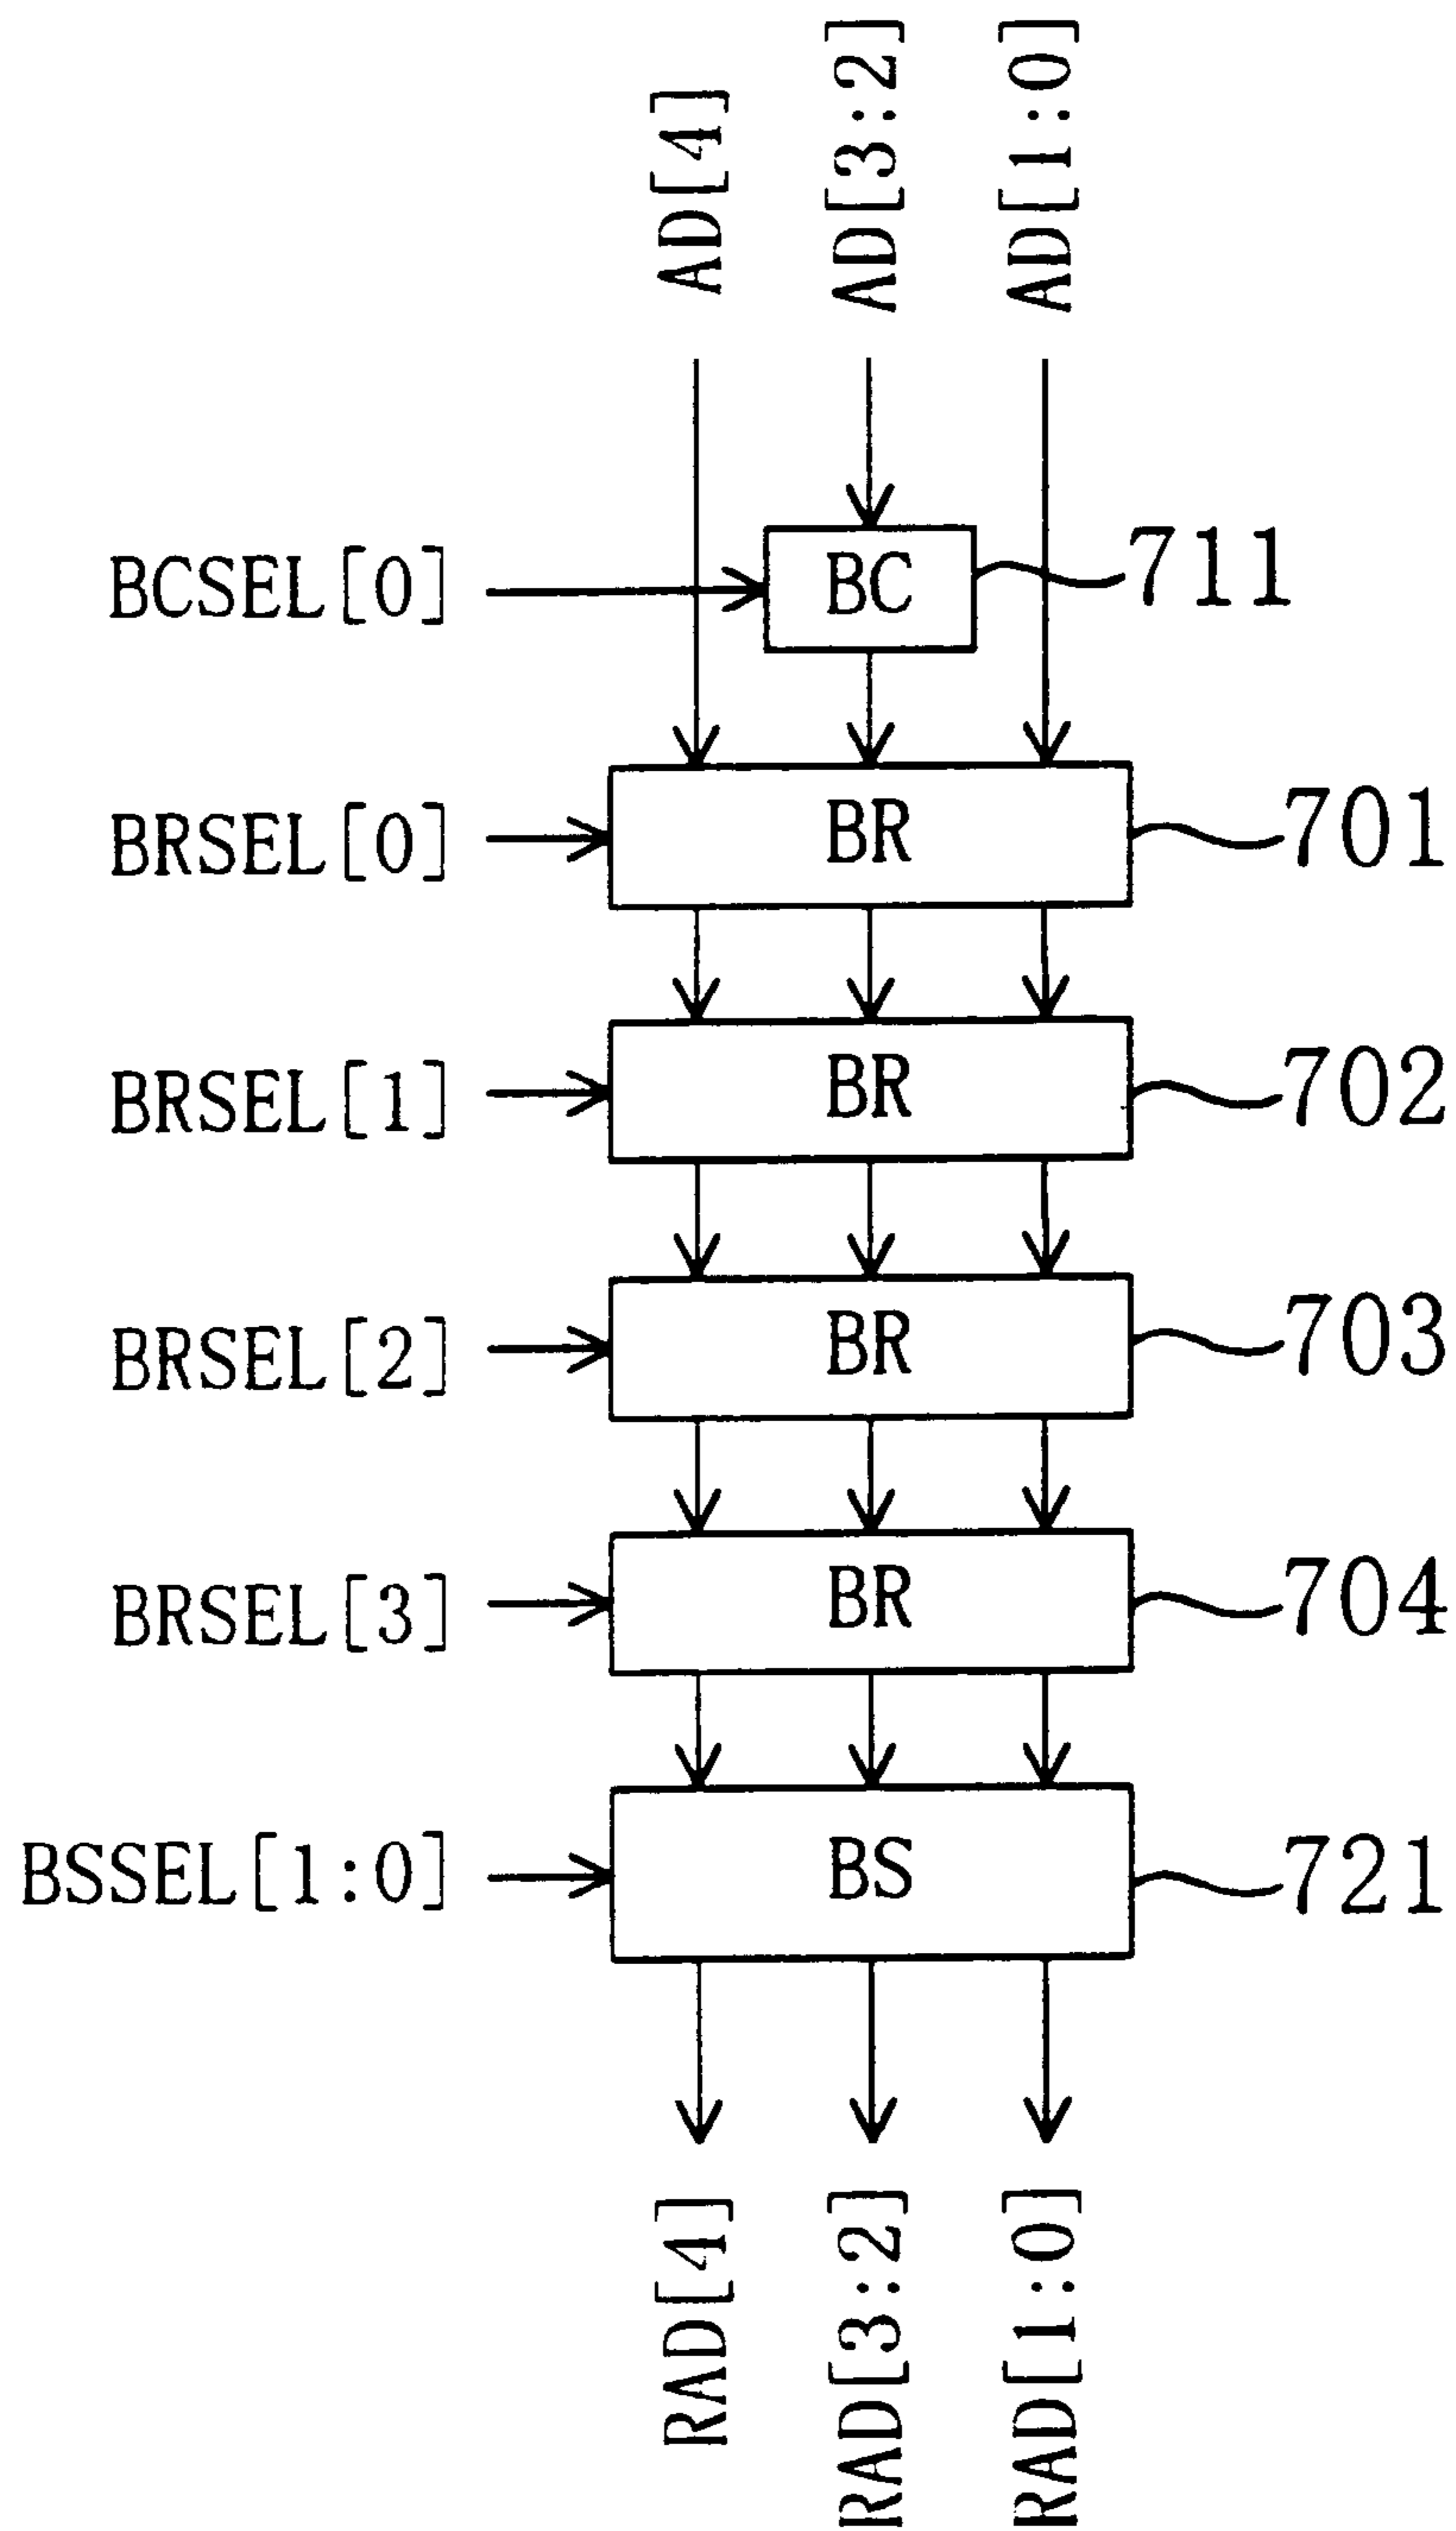 AD[4]
AD[3:2]
AD[1:0]
BCSEL[0]
BC
711
BRSEL[0]
BR
701
BRSEL[1]
BR
702
BRSEL[2]
BR
703
BRSEL[3]
BR
704
BSSEL[1:0]
BS
721
RAD[4]
RAD[3:2]
RAD[1:0]